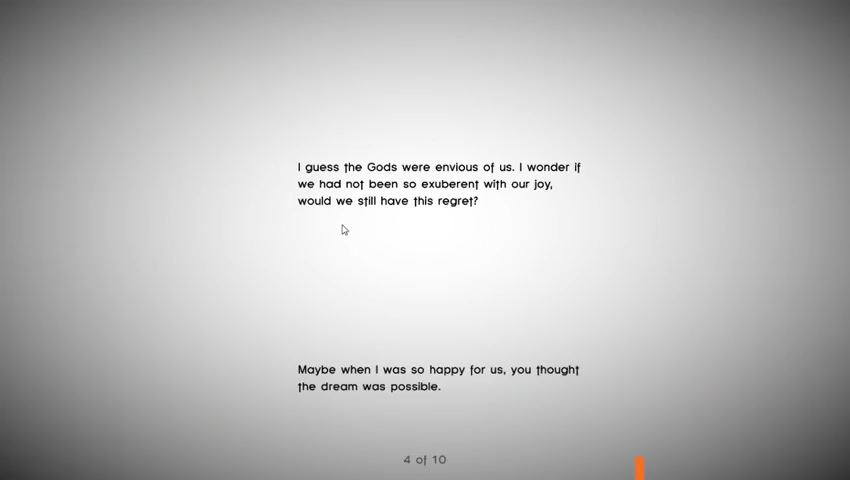 I guess the Gods were envious of us. I wonder if
we had not been so exuberent with our joy,
would we still have this regret?
Maybe when I was so happy for us, you thought
the dream was possible.
4 of 10